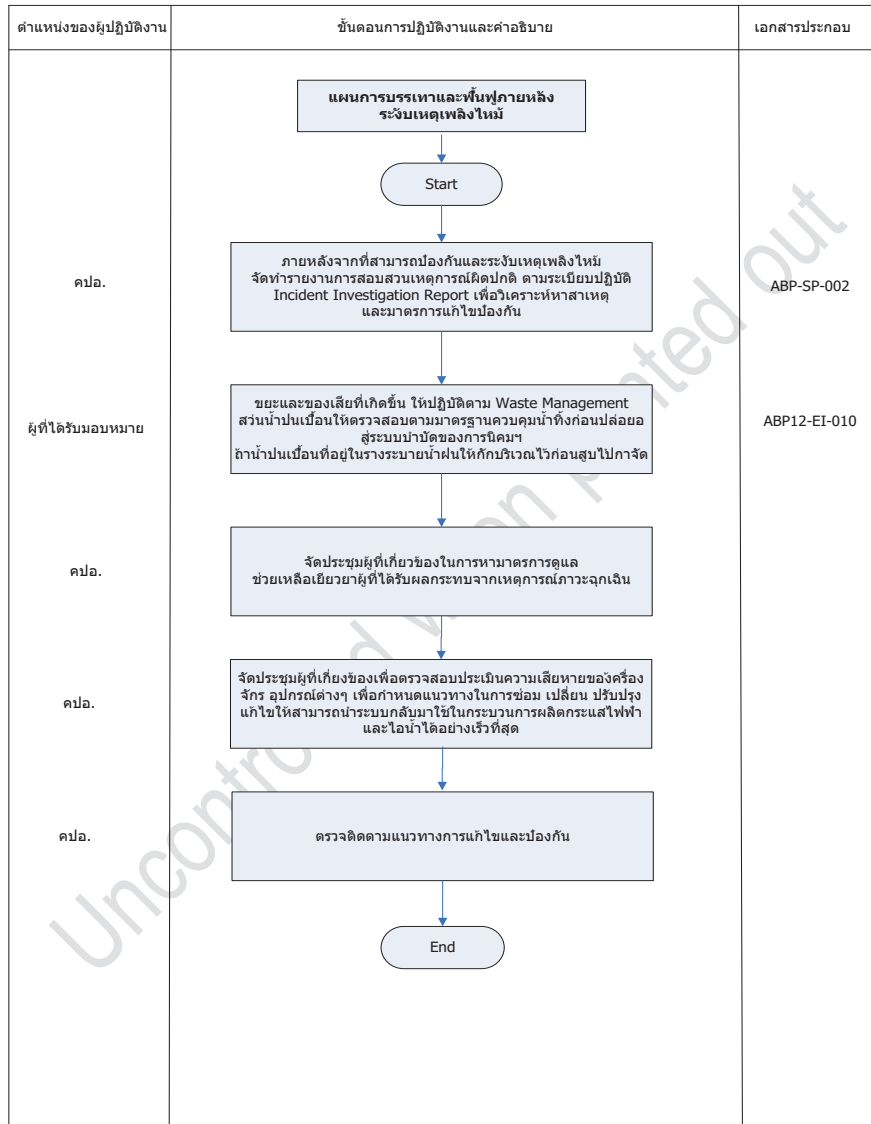 ตำแหน่งของผู้ปฏิบัติงาน
ขั้นตอนการปฏิบัติงานและคำอธิบาย
เอกสารประกอบ
แผนการบรรเทาและฟื้นฟูภายหลัง
ระงับเหตุเพลิงไหม้
Start
คปอ.
ภายหลังจากที่สามารถป้องกันและระงับเหตุเพลิงไหม้
จัดทำรายงานการสอบสวนเหตุการณ์ผิดปกติ ตามระเบียบปฏิบัติ
Incident Investigation Report เพื่อวิเคราะห์หาสาเหตุ
และมาตรการแก้ไขป้องกัน
ABP-SP-002
ผู้ที่ได้รับมอบหมาย
ขยะและของเสียที่เกิดขึ้น ให้ปฏิบัติตาม Waste Management
สว่นน้ำปนเปื้อนให้ตรวจสอบตามมาตรฐานควบคุมน้ำทิ้งก่อนปล่อยอ
สู่ระบบบำบัดของการนิคมฯ
ถ้าน้ำปนเปื้อนที่อยู่ในรางระบายน้ำฝนให้กักบริเวณไว้ก่อนสูบไปกาจัด
ABP12-EI-010
คปอ.
จัดประชุมผู้ที่เกี่ยวข้องในการหามาตรการดูแล
ช่วยเหลือเยียวยาผู้ที่ได้รับผลกระทบจากเหตุการณ์ภาวะฉุกเฉิน
คปอ.
จัดประชุมผู้ที่เกี่ยงข้องเพื่อตรวจสอบประเมินความเสียหายของครื่อง
จักร อุปกรณ์ต่างๆ เพื่อกำหนดแนวทางในการซ่อม เปลี่ยน ปรับปรุง
แก้ไขให้สามารถนำระบบกลับมาใช้ในกระบวนการผลิตกระแสไฟฟ้า
และไอน้ำได้อย่างเร็วที่สุด
คปอ.
ตรวจติดตามแนวทางการแก้ไขและป้องกัน
End
Uncontrolled when printed out